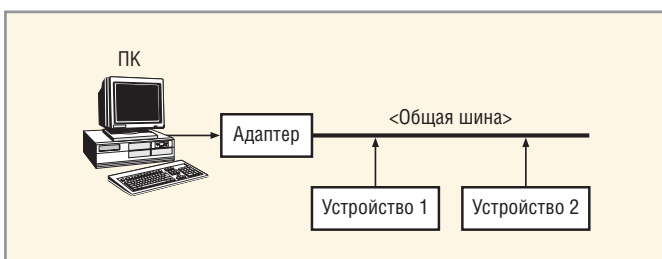 ПК
<Общая шина>
Адаптер
Устройство 1
Устройство 2